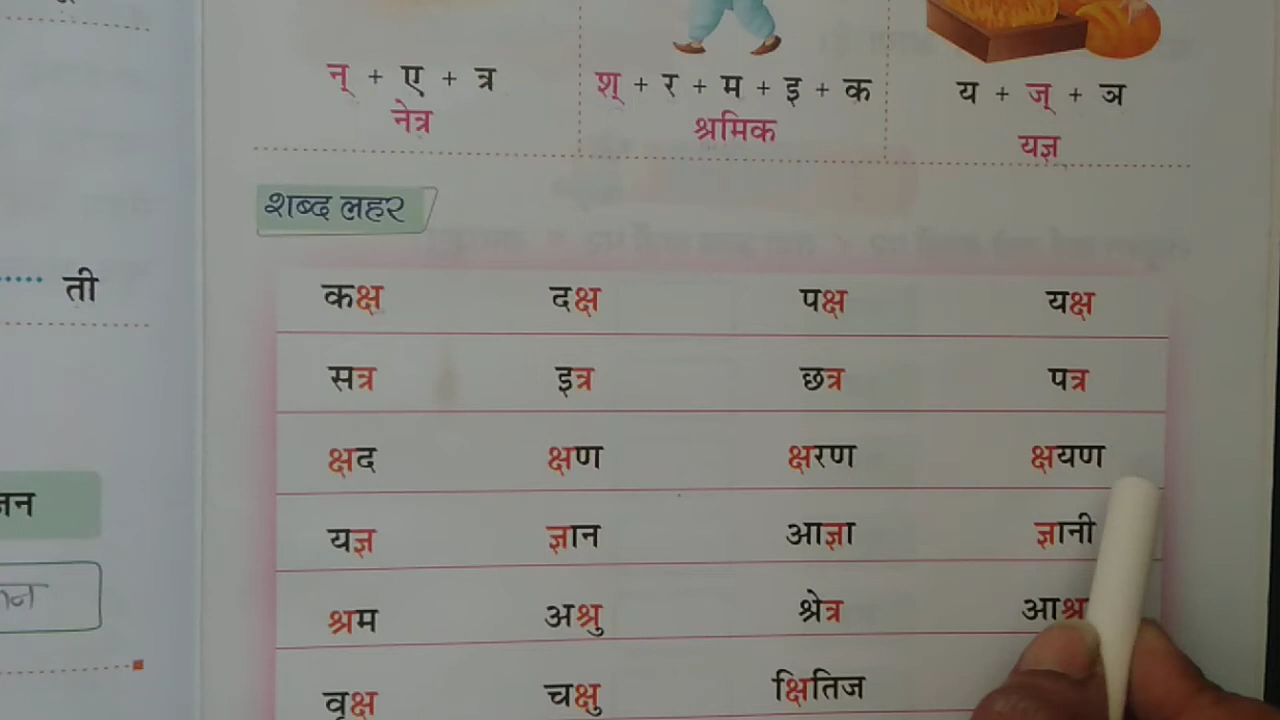 न् + ए + त्र
नेत्र
श् + र + म + इ + क
श्रमिक
य + ज् + ञ
यज्ञ
शब्द लहर
ती
कक्ष दक्ष पक्ष यक्ष
सत्र इत्र छत्र पत्र
क्षद क्षण क्षरण क्षयण
यज्ञ ज्ञान आज्ञा ज्ञानी
श्रम अश्रु श्रेत्र आश्र
वृक्ष चक्षु क्षितिज